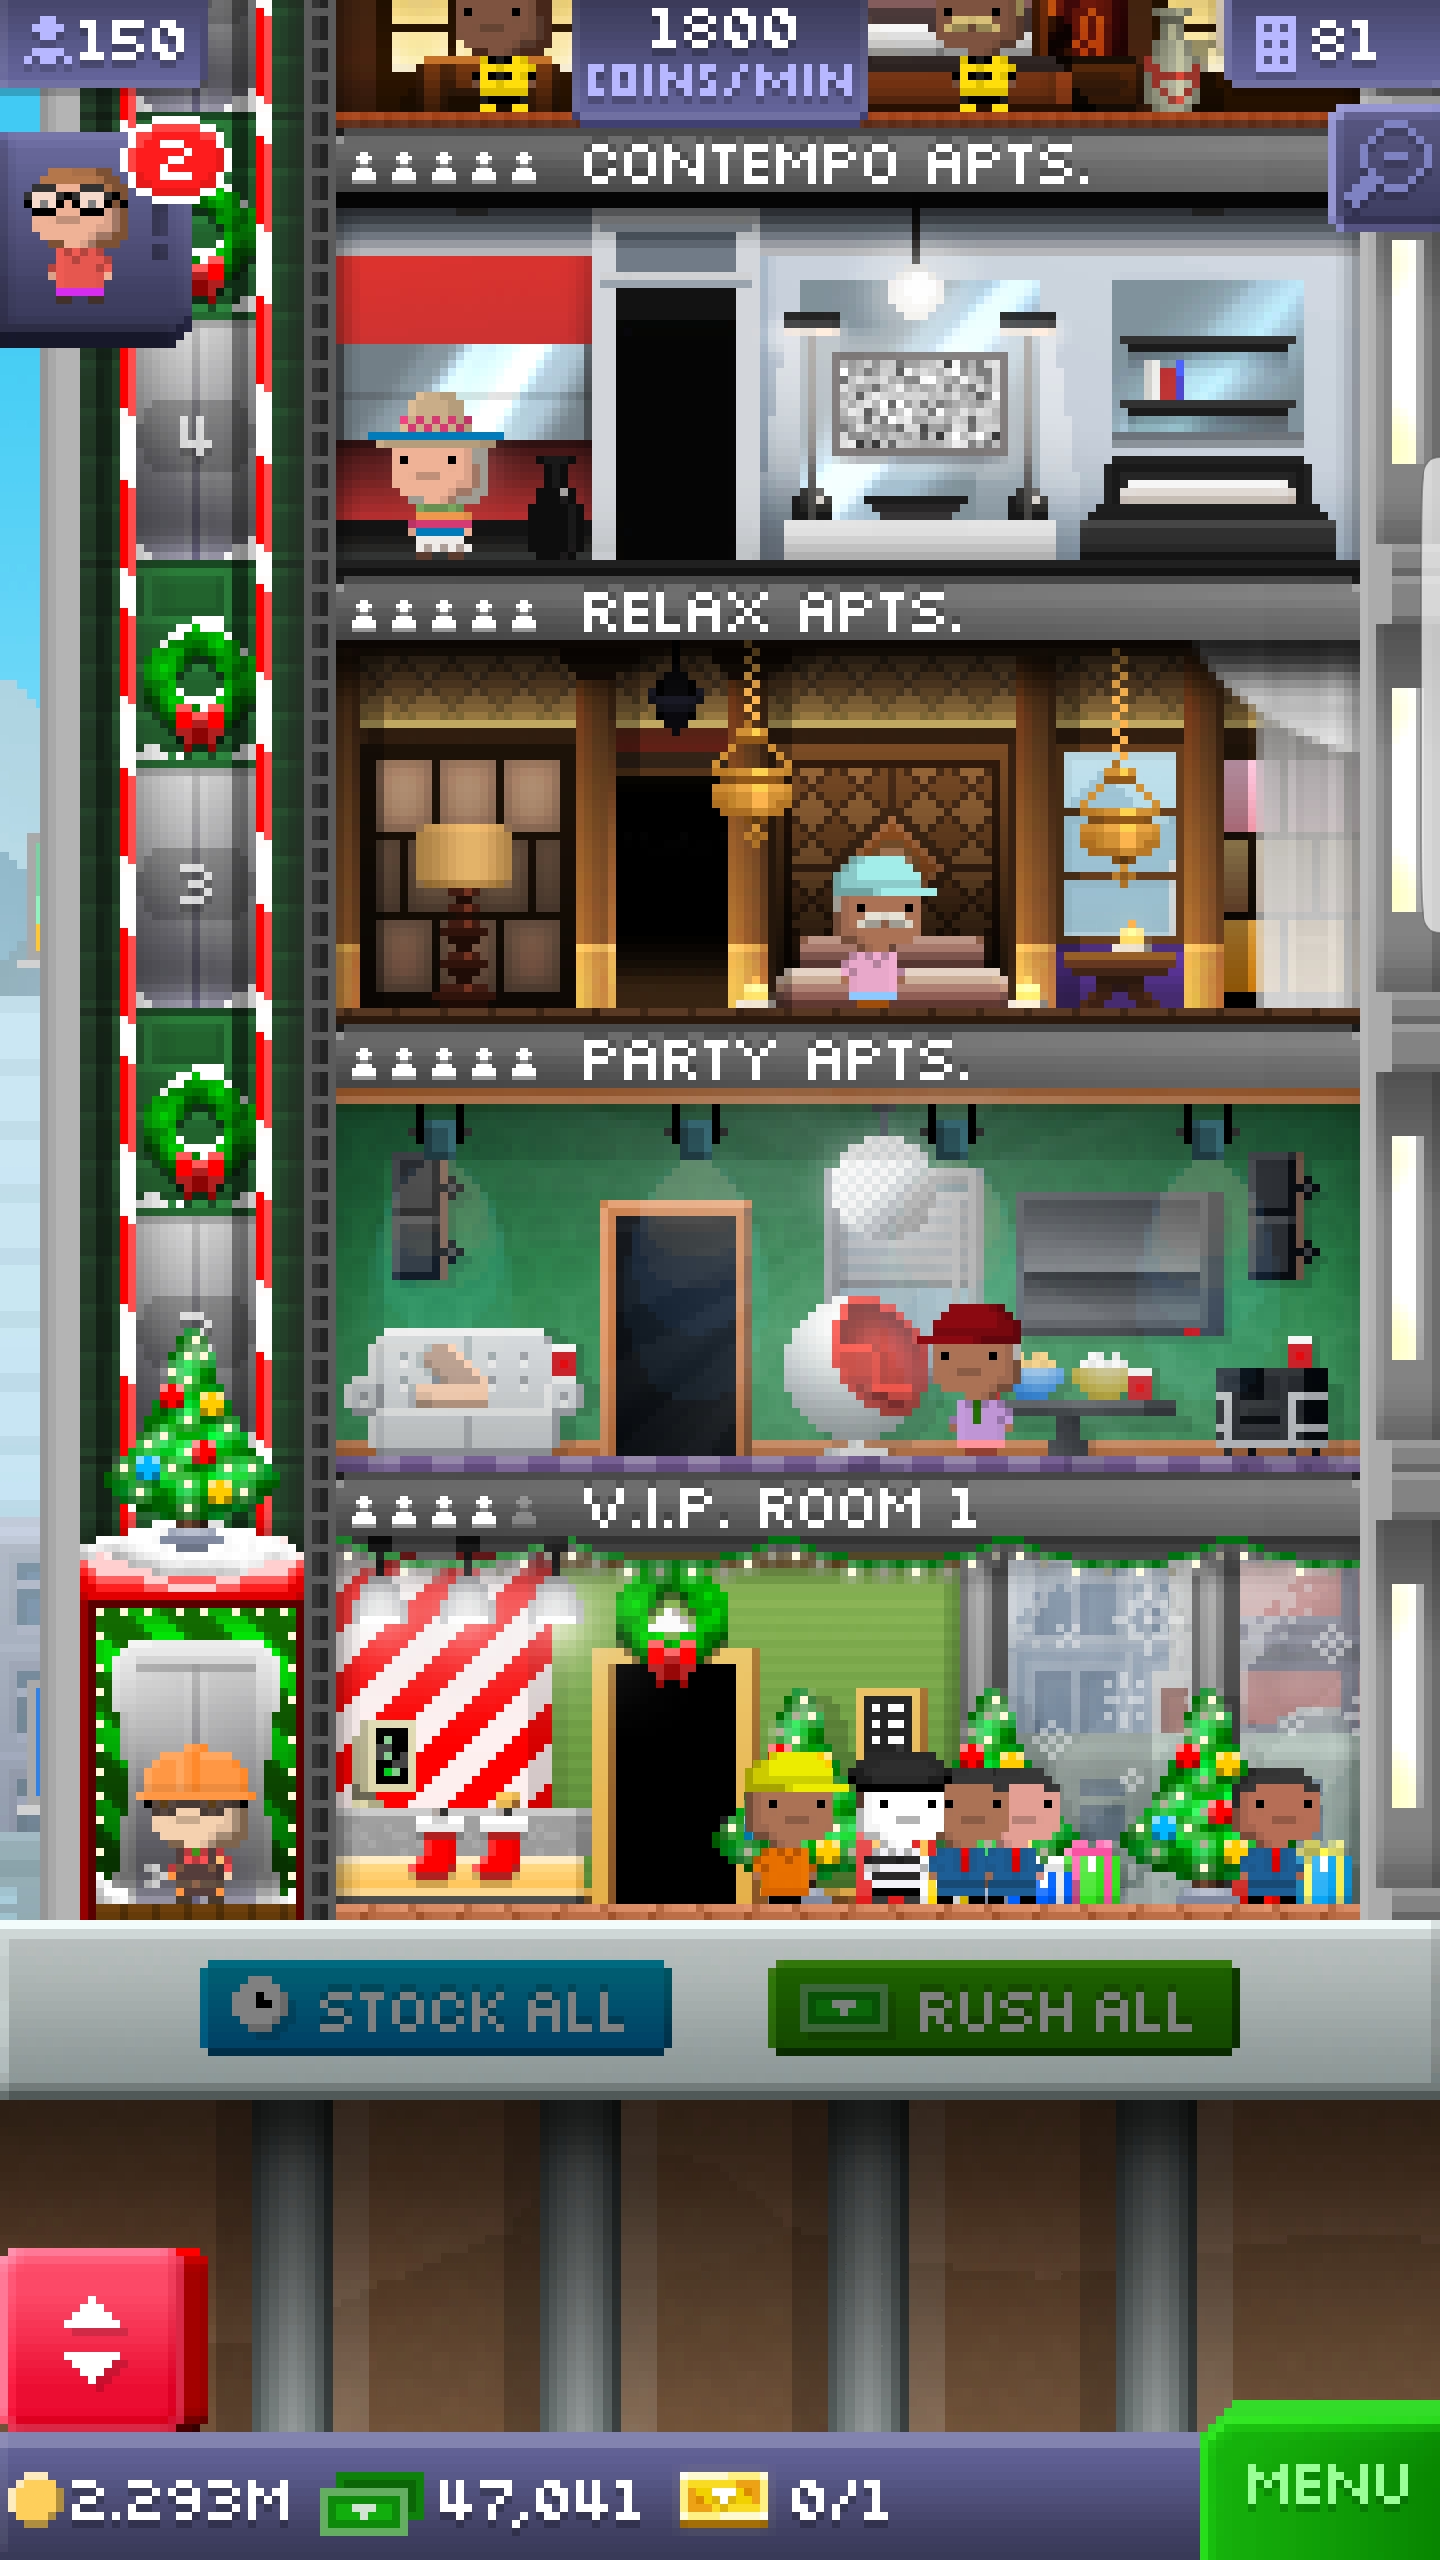 150
1800
COINS/MIN
81
2
CONTEMPO APTS.
4
RELAX APTS.
3
PARTY APTS.
V.I.P. ROOM 1
STOCK ALL
RUSH ALL
2.293M
47,041
0/1
MENU